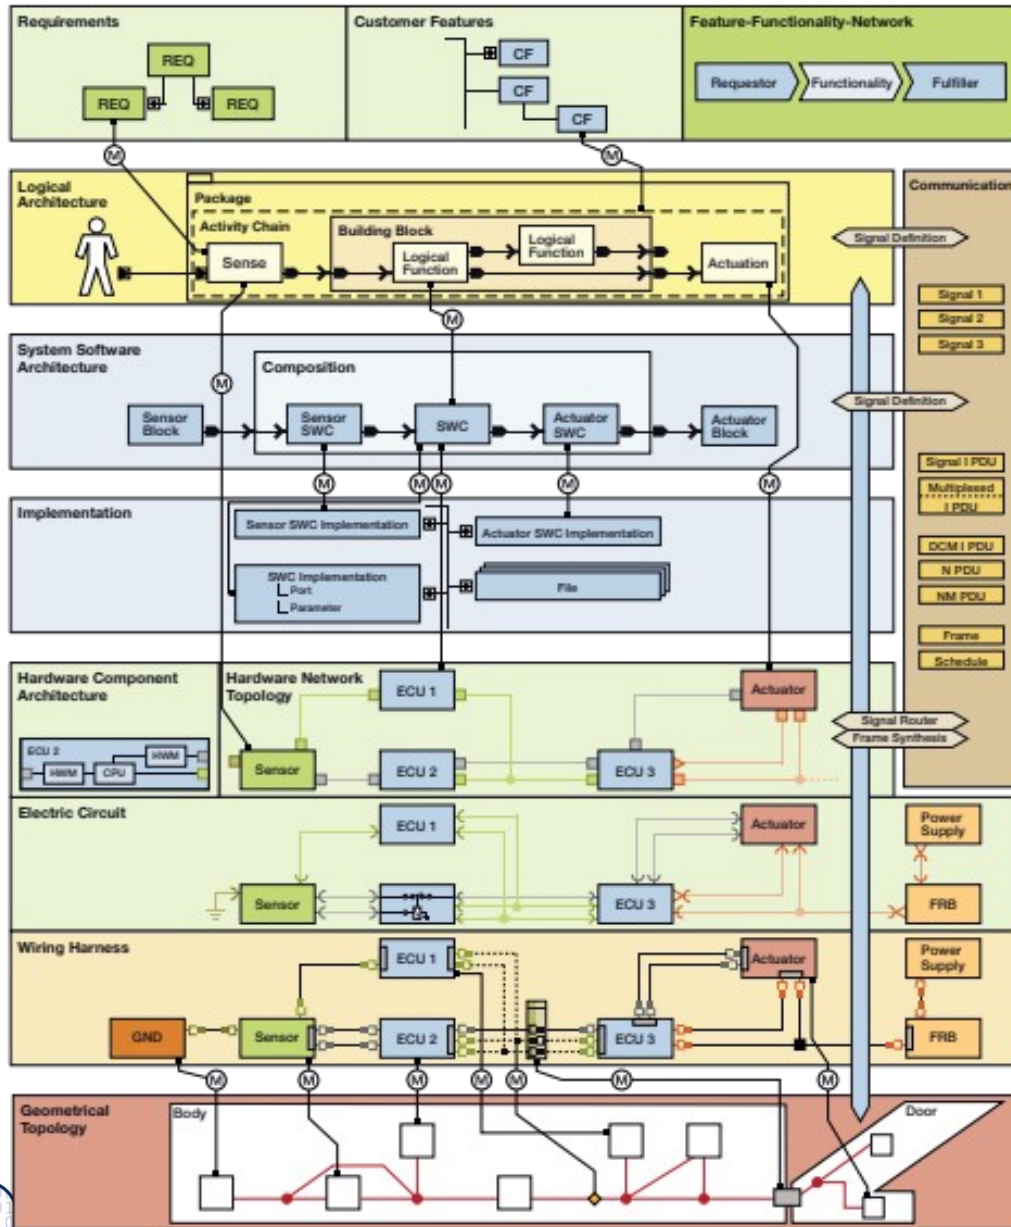 Requirements
REQ
REQ
REQ
Customer Features
CF
CF
CF
Feature-Functionality-Network
Requestor
Functionality
Fulfiller
M
M
Logical
Architecture
Package
Activity Chain
Building Block
Sense
Logical
Function
Logical
Function
Actuation
Communication
Signal Definition
Signal 1
Signal 2
Signal 3
M
System Software
Architecture
Composition
M
Sensor
Block
Sensor
SWC
SWC
Actuator
SWC
Actuator
Block
Signal Definition
Signal I PDU
Multiplexed
I PDU
DCM I PDU
N PDU
NM PDU
Frame
Schedule
M
M
M
M
M
Implementation
Sensor SWC Implementation
Actuator SWC Implementation
SWC Implementation
Port
Parameter
File
Hardware Component
Architecture
ECU 2
HWM
CPU
HWM
Hardware Network
Topology
ECU 1
Actuator
Sensor
ECU 2
ECU 3
Signal Router
Frame Synthesis
Electric Circuit
ECU 1
Actuator
Power
Supply
Sensor
ECU 3
FRB
Wiring Harness
ECU 1
Actuator
Power
Supply
GND
Sensor
ECU 2
ECU 3
FRB
M
M
M
M
M
M
M
Geometrical
Topology
Body
Door